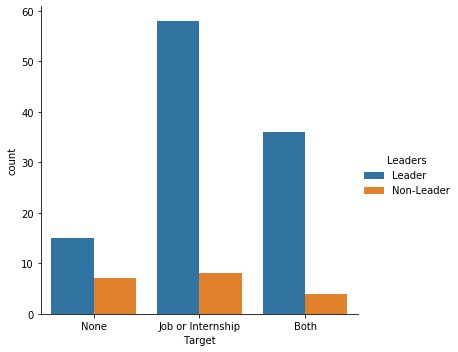 60
50
40
30
20
10
0
count
None
Job or Internship
Both
Target
Leaders
Leader
Non-Leader